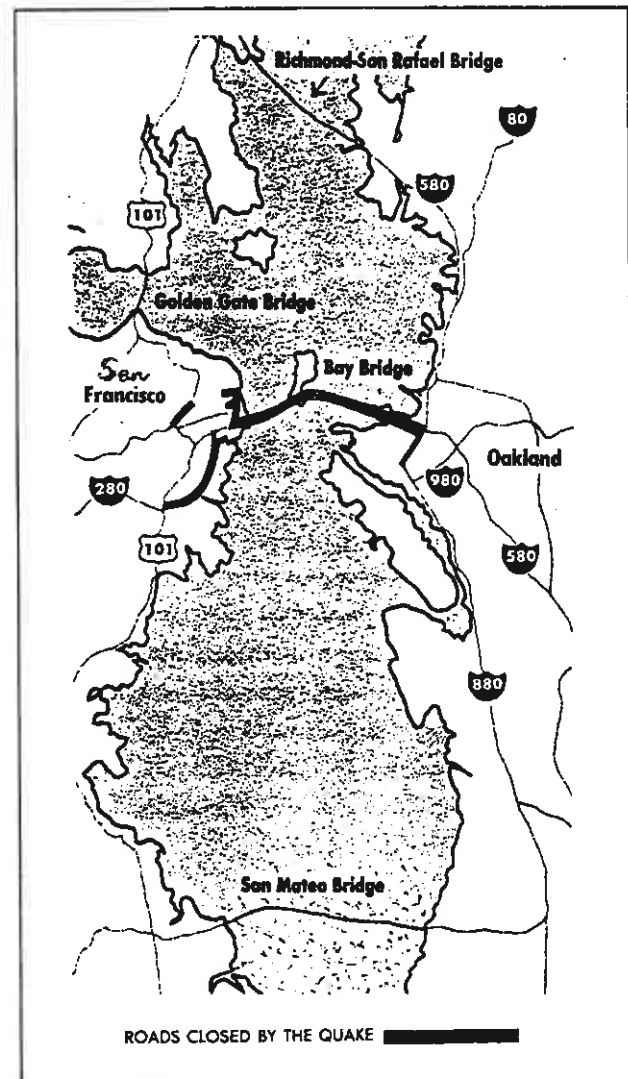 Richmond-San Rafael Bridge
80
580
101
Golden Gate Bridge
San
Francisco
Bay Bridge
Oakland
980
280
580
101
880
San Mateo Bridge
ROADS CLOSED BY THE QUAKE